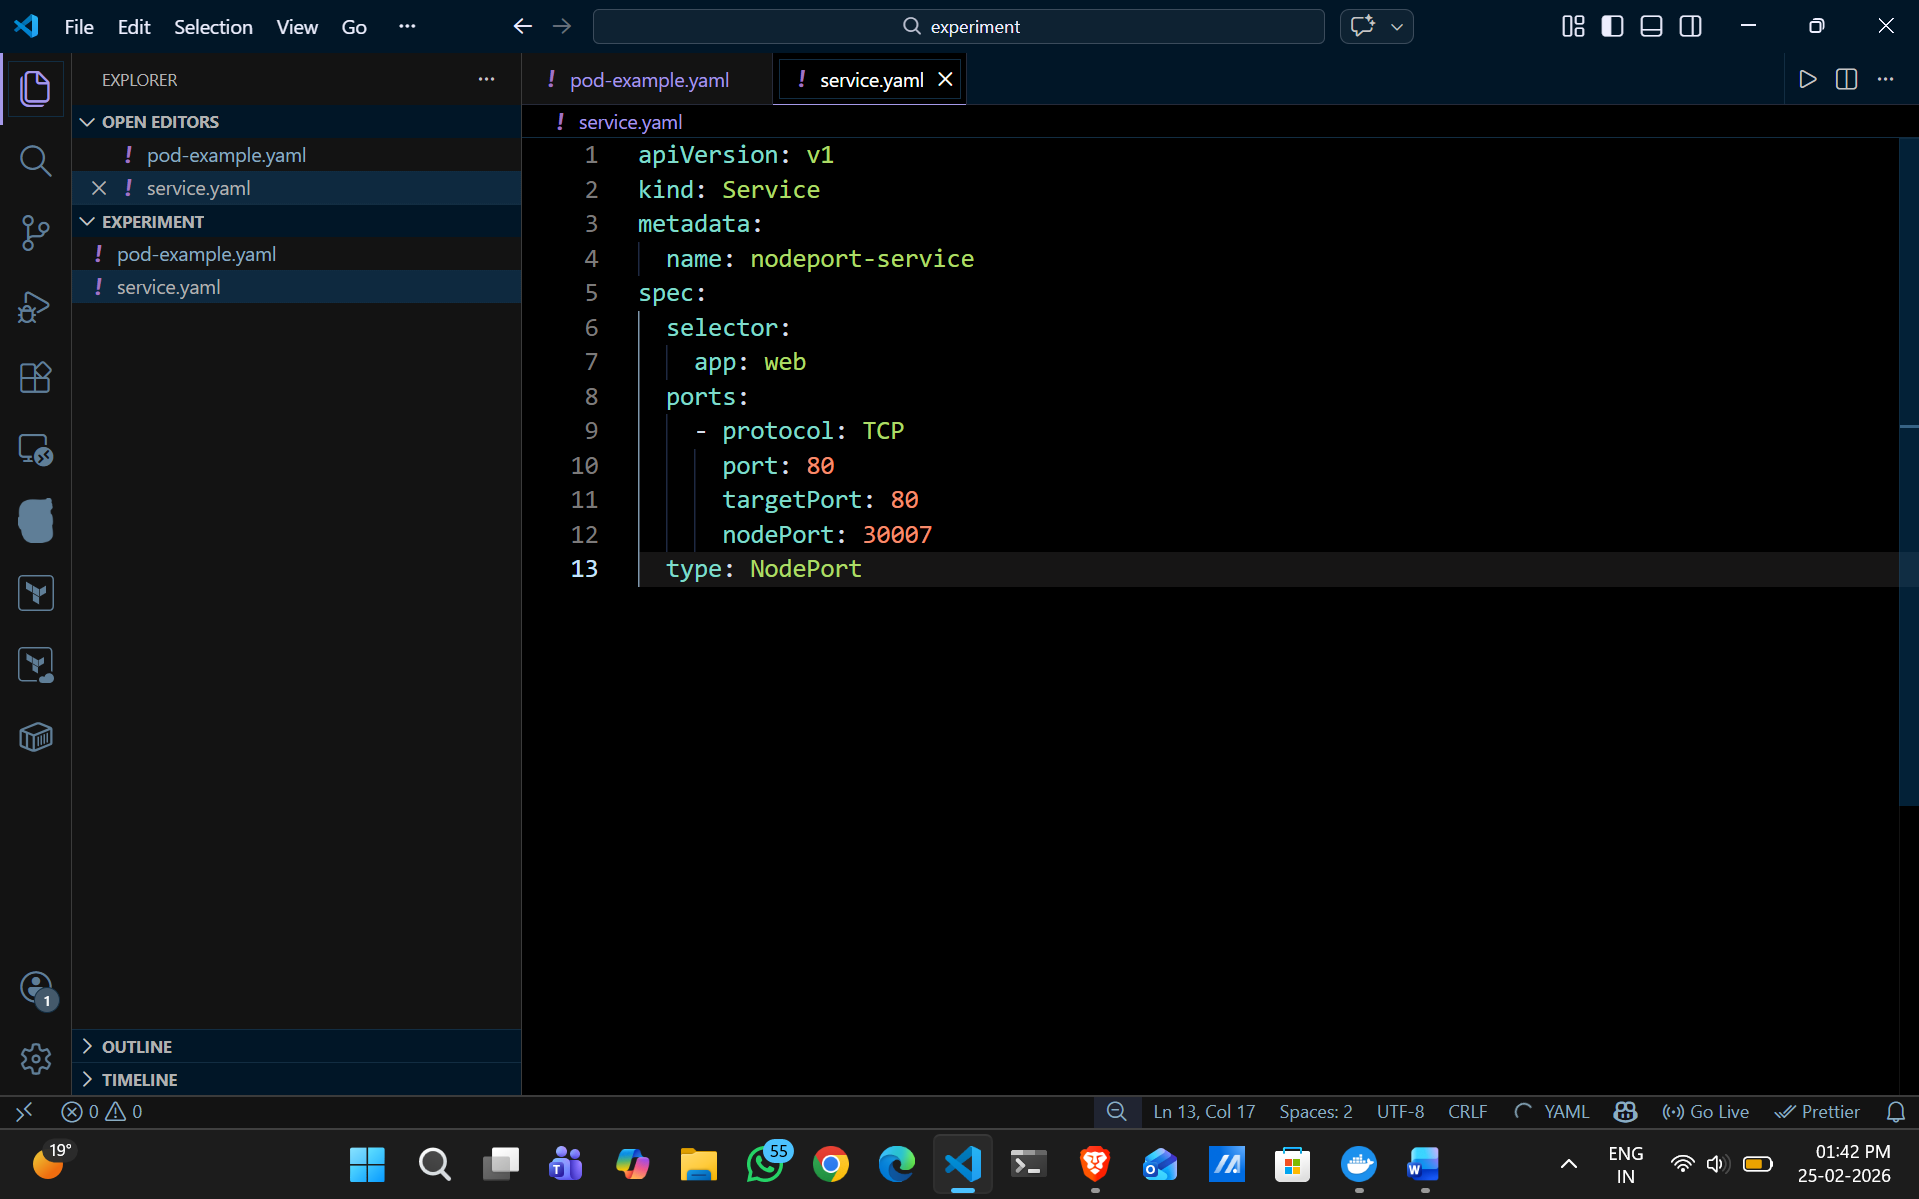 File Edit Selection View Go
experiment
EXPLORER
OPEN EDITORS
! pod-example.yaml
! service.yaml
EXPERIMENT
! pod-example.yaml
! service.yaml
OUTLINE
TIMELINE
! pod-example.yaml
! service.yaml
! service.yaml
1 apiVersion: v1
2 kind: Service
3 metadata:
4 name: nodeport-service
5 spec:
6 selector:
7 app: web
8 ports:
9 - protocol: TCP
10 port: 80
11 targetPort: 80
12 nodePort: 30007
13 type: NodePort
1
0 0 Ln 13, Col 17 Spaces: 2 UTF-8 CRLF YAML Go Live Prettier
19°
T
55
O
W
ENG
IN
01:42 PM
25-02-2026